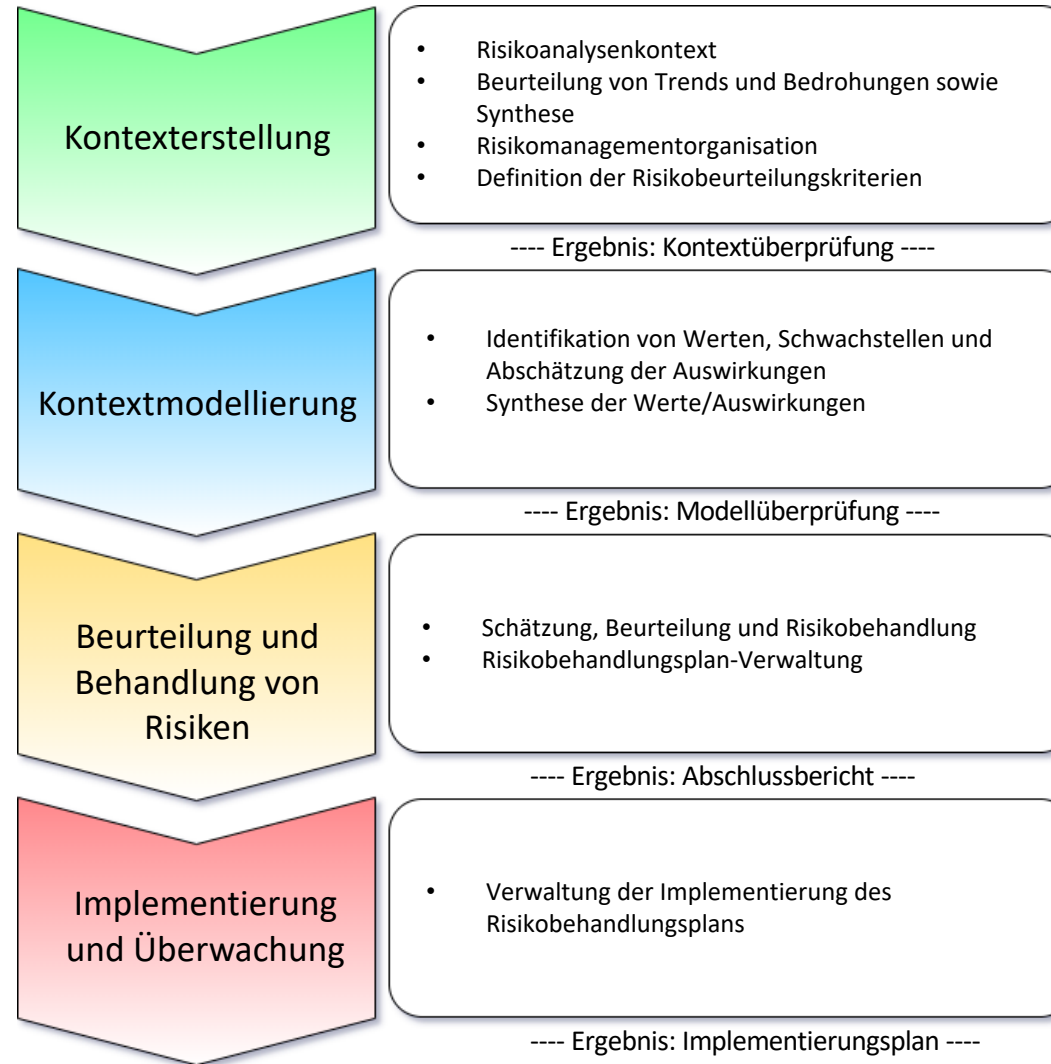 Kontexterstellung
• Risikoanalysenkontext
• Beurteilung von Trends und Bedrohungen sowie
Synthese
• Risikomanagementorganisation
• Definition der Risikobeurteilungskriterien
---- Ergebnis: Kontextüberprüfung ----
Kontextmodellierung
• Identifikation von Werten, Schwachstellen und
Abschätzung der Auswirkungen
• Synthese der Werte/Auswirkungen
---- Ergebnis: Modellüberprüfung ----
Beurteilung und
Behandlung von
Risiken
• Schätzung, Beurteilung und Risikobehandlung
• Risikobehandlungsplan-Verwaltung
---- Ergebnis: Abschlussbericht ----
Implementierung
und Überwachung
• Verwaltung der Implementierung des
Risikobehandlungsplans
---- Ergebnis: Implementierungsplan ----